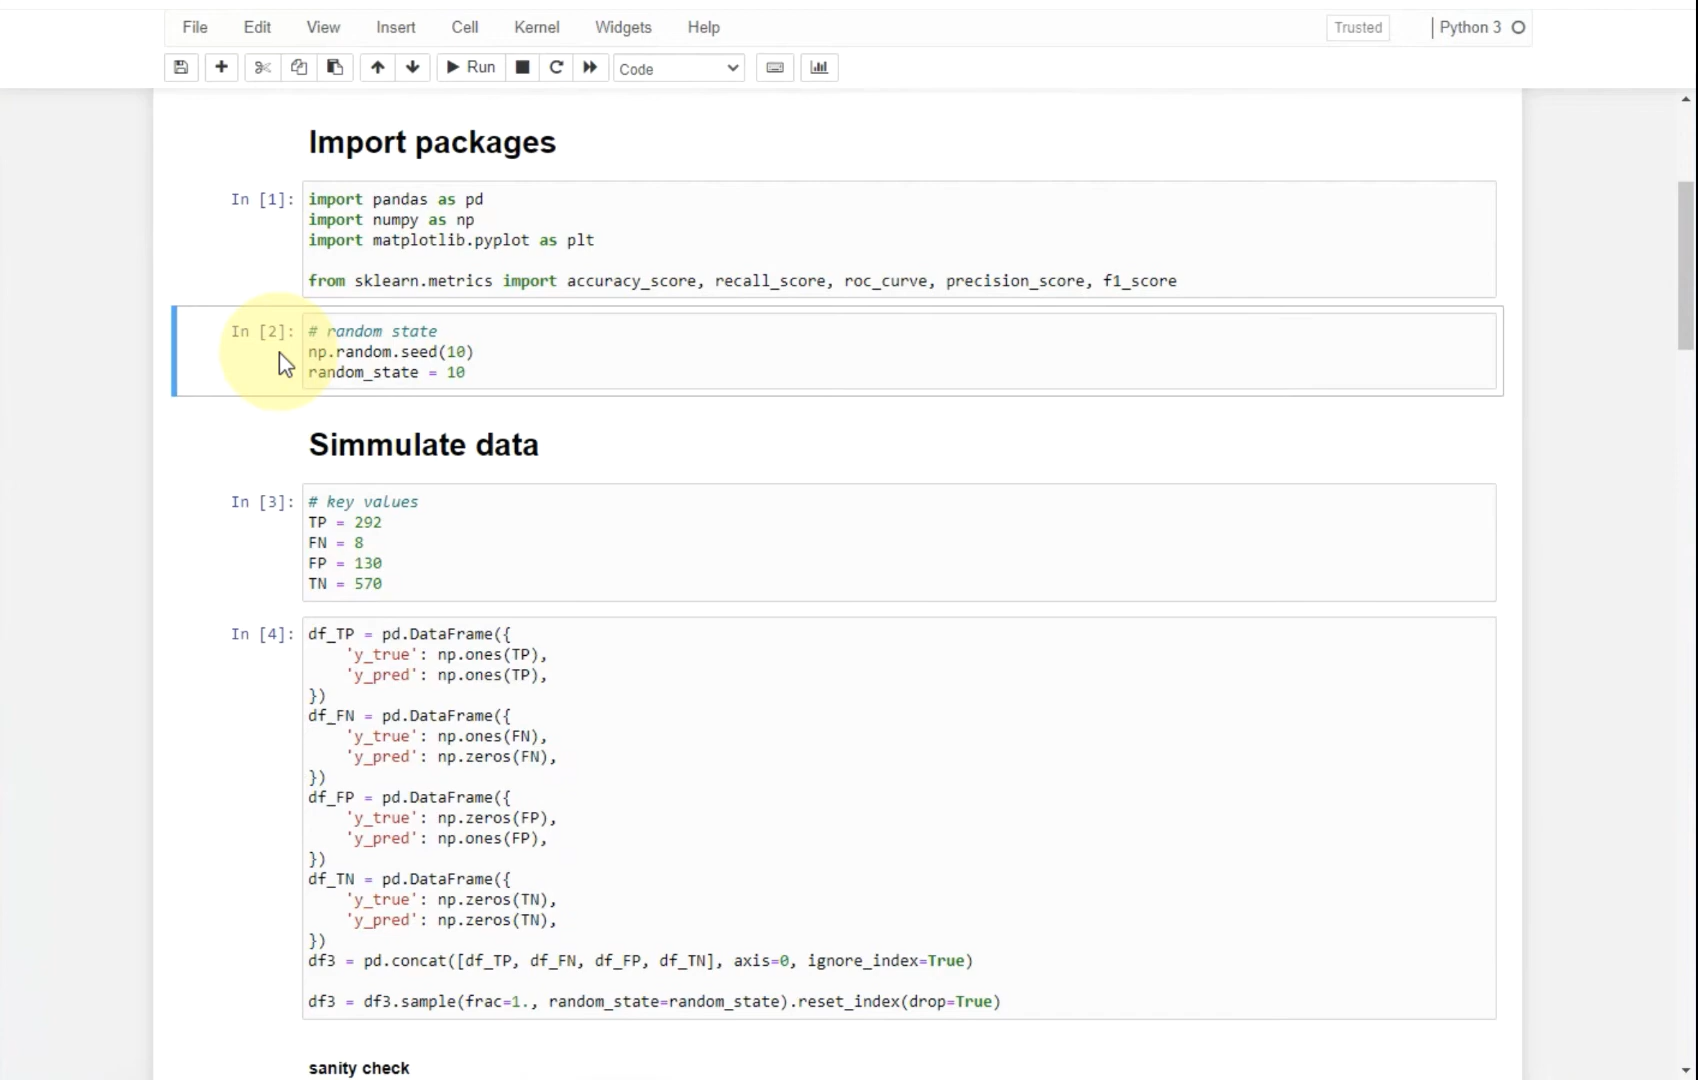 File Edit View Insert Cell Kernel Widgets Help Trusted Python 3
Run Code
Import packages
In [1]: import pandas as pd
import numpy as np
import matplotlib.pyplot as plt
from sklearn.metrics import accuracy_score, recall_score, roc_curve, precision_score, f1_score
In [2]: # random state
np.random.seed(10)
random_state = 10
Simmulate data
In [3]: # key values
TP = 292
FN = 8
FP = 130
TN = 570
In [4]: df_TP = pd.DataFrame({
'y_true': np.ones(TP),
'y_pred': np.ones(TP),
})
df_FN = pd.DataFrame({
'y_true': np.ones(FN),
'y_pred': np.zeros(FN),
})
df_FP = pd.DataFrame({
'y_true': np.zeros(FP),
'y_pred': np.ones(FP),
})
df_TN = pd.DataFrame({
'y_true': np.zeros(TN),
'y_pred': np.zeros(TN),
})
df3 = pd.concat([df_TP, df_FN, df_FP, df_TN], axis=0, ignore_index=True)
df3 = df3.sample(frac=1., random_state=random_state).reset_index(drop=True)
sanity check